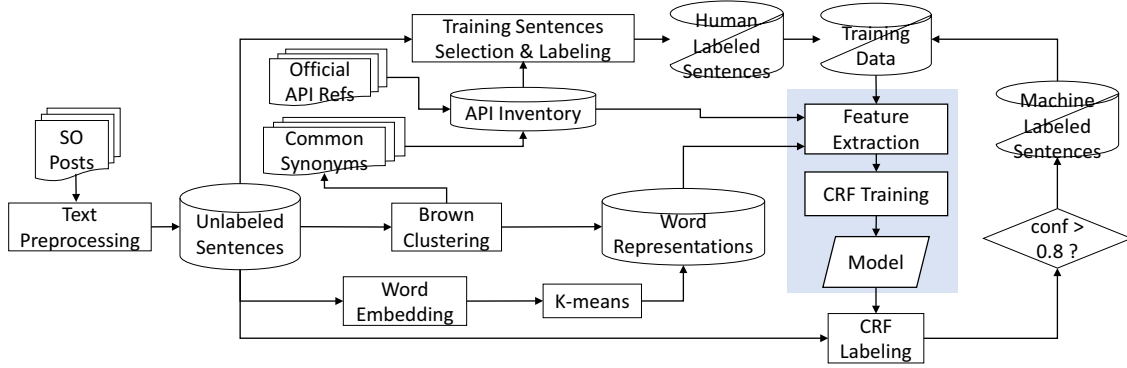 Training Sentences
Selection & Labeling
Human
Labeled
Sentences
Training
Data
Official
API Refs
API Inventory
Machine
Labeled
Sentences
Feature
Extraction
SO
Posts
Common
Synonyms
CRF Training
Text
Preprocessing
Unlabeled
Sentences
Brown
Clustering
Word
Representations
conf >
0.8 ?
Model
Word
Embedding
K-means
CRF
Labeling